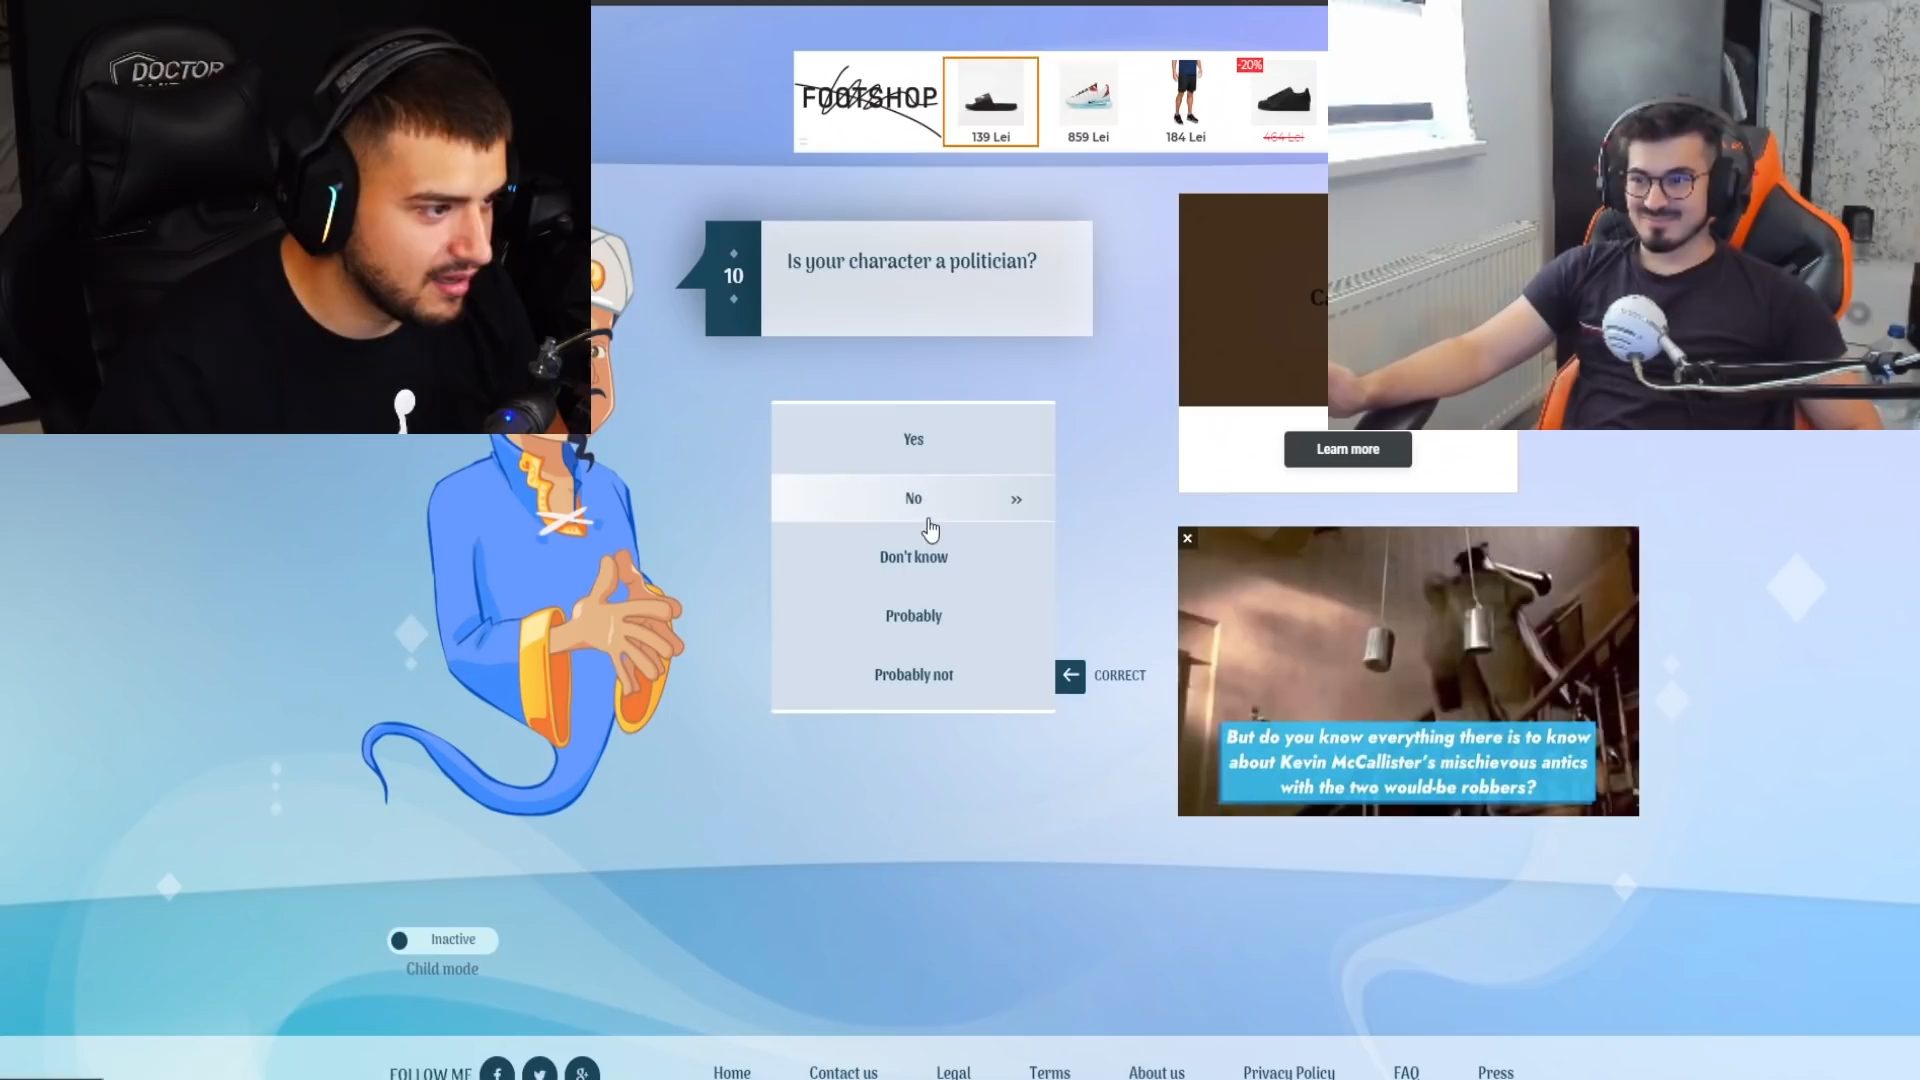 DOCTOR
FOOTSHOP
139 Lei
859 Lei
184 Lei
-20%
464 Lei
10
Is your character a politician?
Yes
No
Don't know
Probably
Probably not
CORRECT
Learn more
But do you know everything there is to know
about Kevin McCallister's mischievous antics
with the two would-be robbers?
Inactive
Child mode
FOLLOW ME
Home
Contact us
Legal
Terms
About us
Privacy Policy
FAQ
Press